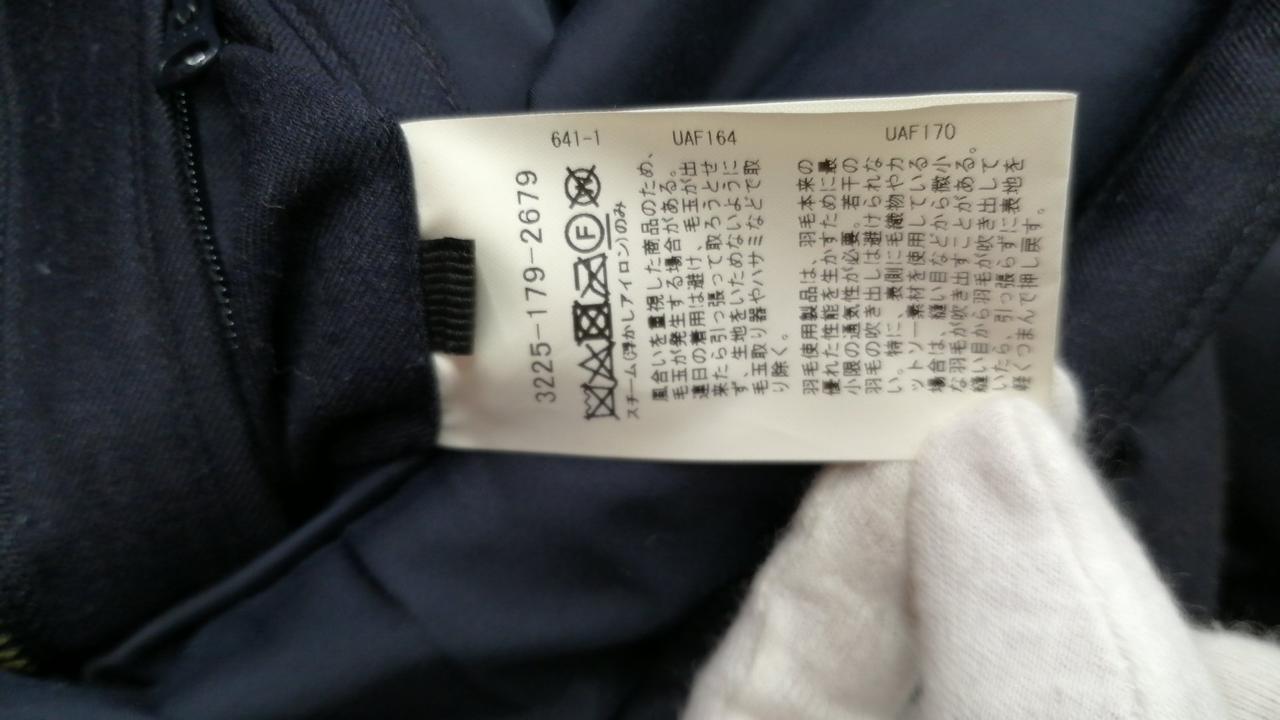 3225-179-2679
641-1
F
スチーム(浮かしアイロン)のみ
UAF164
風合いを重視した商品のため、
毛玉が発生する場合がある。
連日の着用は避け、毛玉が出
来たら引っ張って取ろうとせ
ず、生地をいためないように
毛玉取り器やハサミなどで取
り除く。
UAF170
羽毛使用製品は、羽毛本来の
優れた性能を生かすために最
小限の通気性が必要。若干の
羽毛の吹き出しは避けられな
い。特に、表側に毛織物やカ
ットソー素材を使用している
場合は、縫い目などから微小
な羽毛が吹き出すことがある。
縫い目から羽毛が吹き出して
いたら、引っ張らずに表地を
軽くつまんで押し戻す。